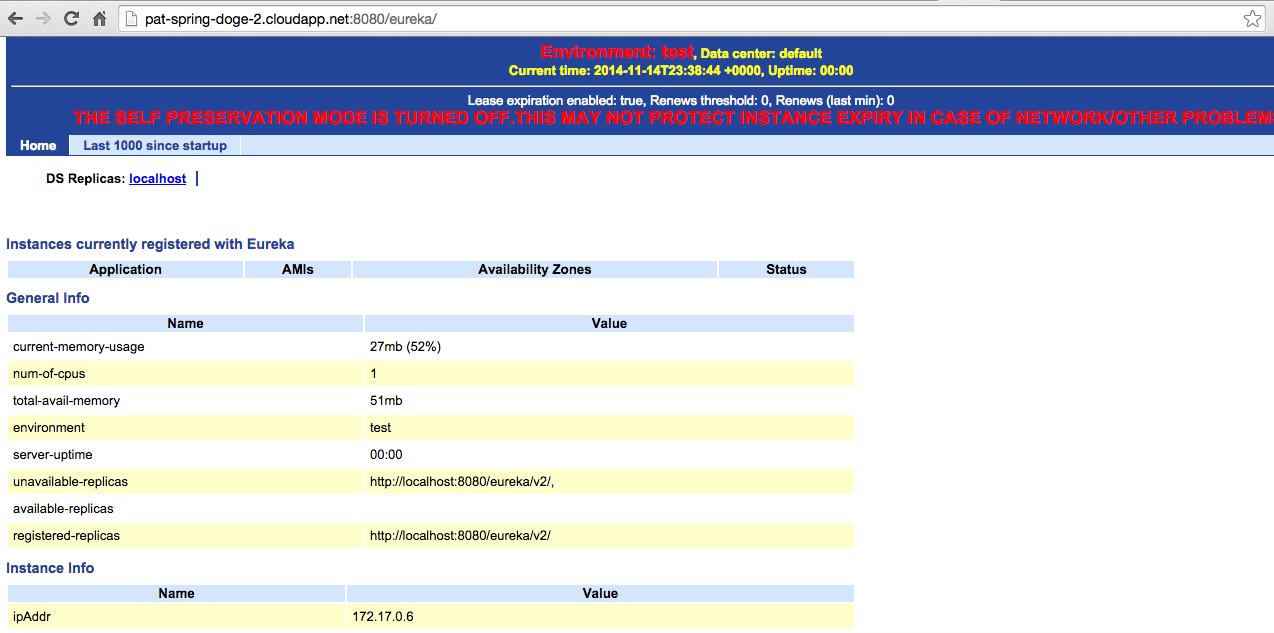 pat-spring-doge-2.cloudapp.net:8080/eureka/
Environment: test, Data center: default
Current time: 2014-11-14T23:38:44 +0000, Uptime: 00:00
Lease expiration enabled: true, Renews threshold: 0, Renews (last min): 0
THE SELF PRESERVATION MODE IS TURNED OFF.THIS MAY NOT PROTECT INSTANCE EXPIRY IN CASE OF NETWORK/OTHER PROBLEM
Home Last 1000 since startup
DS Replicas: localhost
Instances currently registered with Eureka
Application AMIs Availability Zones Status
General Info
Name Value
current-memory-usage 27mb (52%)
num-of-cpus 1
total-avail-memory 51mb
environment test
server-uptime 00:00
unavailable-replicas http://localhost:8080/eureka/v2/,
available-replicas
registered-replicas http://localhost:8080/eureka/v2/
Instance Info
Name Value
ipAddr 172.17.0.6